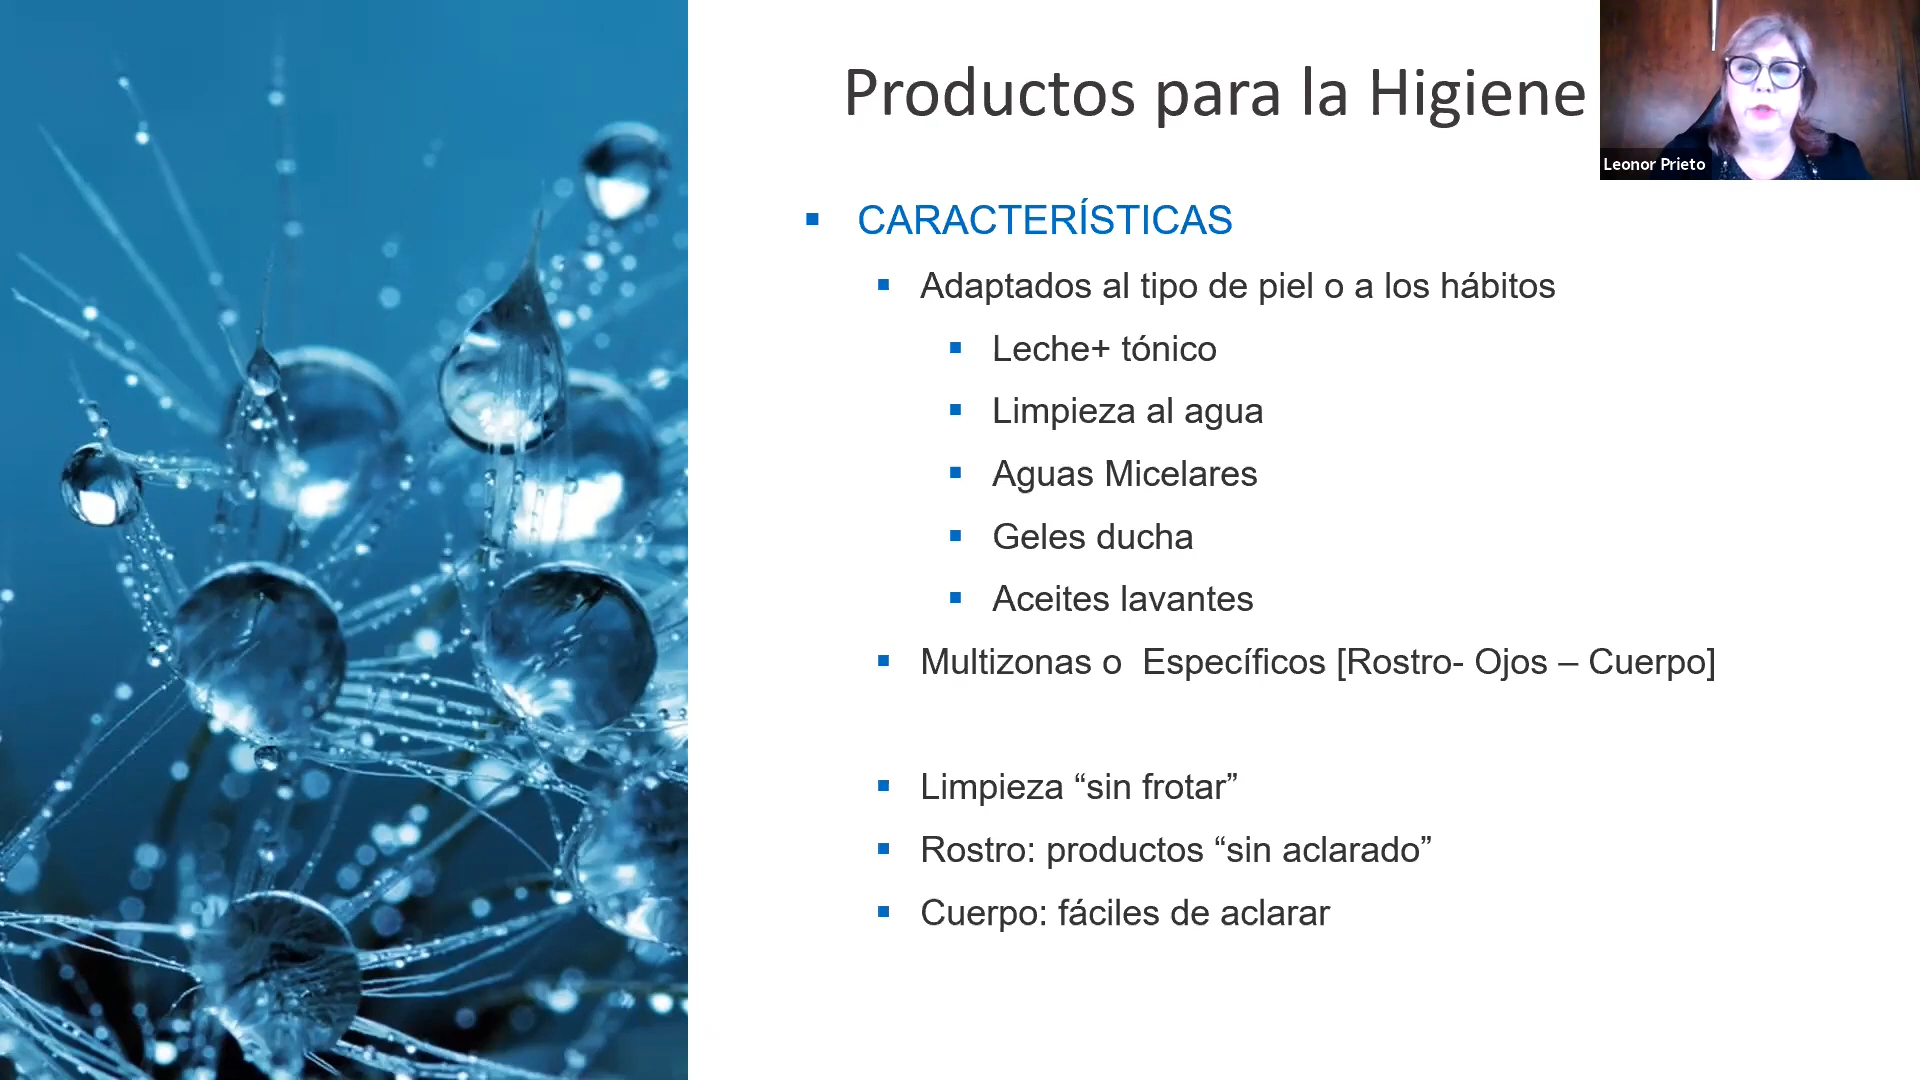 Productos para la Higiene
Leonor Prieto
CARACTERÍSTICAS
Adaptados al tipo de piel o a los hábitos
Leche+ tónico
Limpieza al agua
Aguas Micelares
Geles ducha
Aceites lavantes
Multizonas o  Específicos [Rostro- Ojos – Cuerpo]
Limpieza “sin frotar”
Rostro: productos “sin aclarado”
Cuerpo: fáciles de aclarar